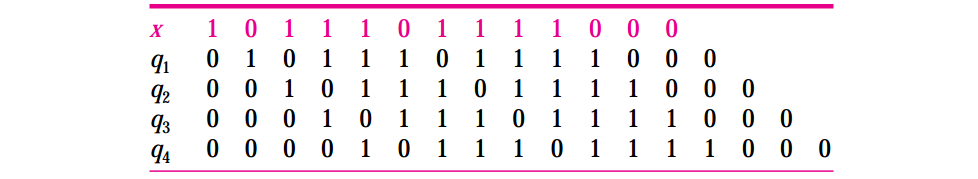 x 1 0 1 1 1 0 1 1 1 1 0 0 0
q₁ 0 1 0 1 1 1 0 1 1 1 1 0 0 0
q₂ 0 0 1 0 1 1 1 0 1 1 1 1 0 0 0
q₃ 0 0 0 1 0 1 1 1 0 1 1 1 1 0 0 0
q₄ 0 0 0 0 1 0 1 1 1 0 1 1 1 1 0 0 0